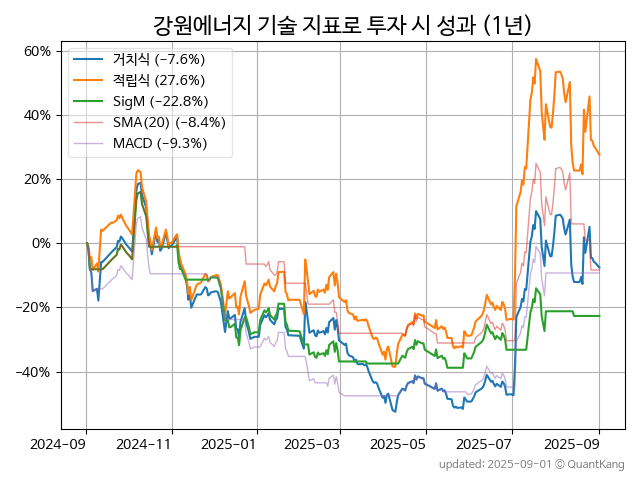 강원에너지 기술 지표로 투자 시 성과 (1년)
60%
40%
20%
0%
−20%
−40%
거치식 (−7.6%)
적립식 (27.6%)
SigM (−22.8%)
SMA(20) (−8.4%)
MACD (−9.3%)
2024-09 2024-11 2025-01 2025-03 2025-05 2025-07 2025-09
updated: 2025-09-01 © QuantKang